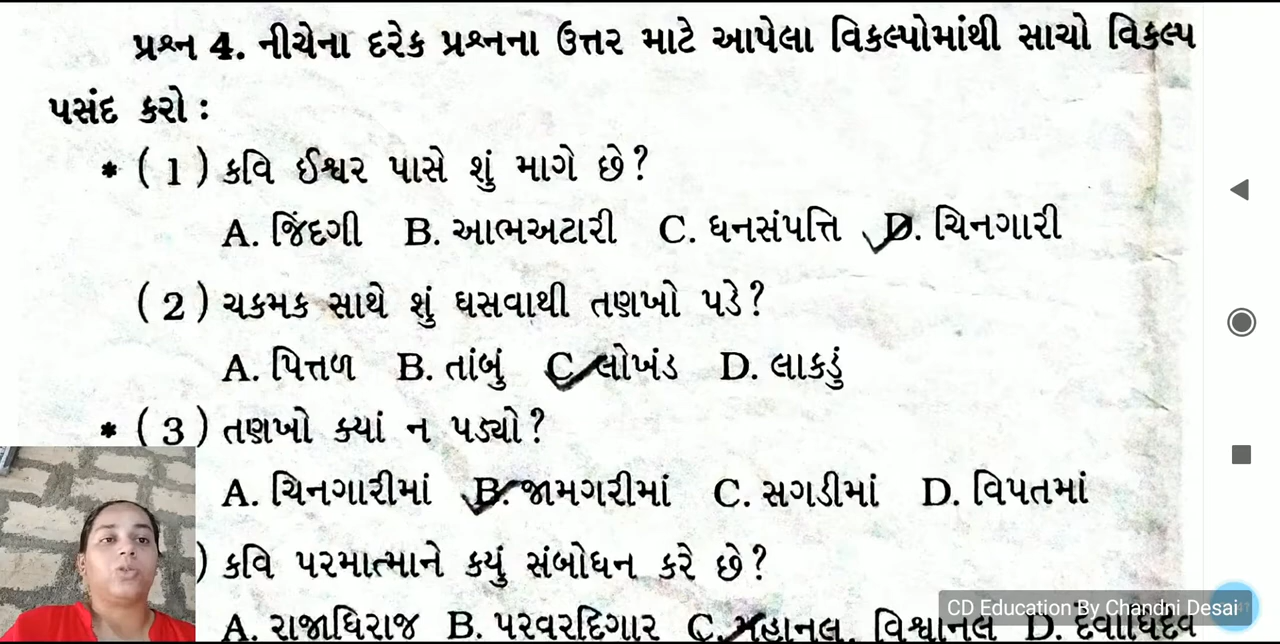 પ્રશ્ન 4. નીચેના દરેક પ્રશ્નના ઉત્તર માટે આપેલા વિકલ્પોમાંથી સાચો વિકલ્પ
પસંદ કરો :
* ( 1 ) કવિ ઈશ્વર પાસે શું માગે છે ?
A. જિંદગી B. આભઅટારી C. ધનસંપત્તિ D. ચિનગારી
( 2 ) ચકમક સાથે શું ઘસવાથી તણખો પડે ?
A. પિત્તળ B. તાંબું C. લોખંડ D. લાકડું
* ( 3 ) તણખો ક્યાં ન પડ્યો ?
A. ચિનગારીમાં B. જામગરીમાં C. સગડીમાં D. વિપતમાં
) કવિ પરમાત્માને કયું સંબોધન કરે છે ?
A. રાજાધિરાજ B. પરવરદિગાર C. મહાનલ, વિશ્વાનલ D. દેવાધિદેવ
CD Education By Chandni Desai